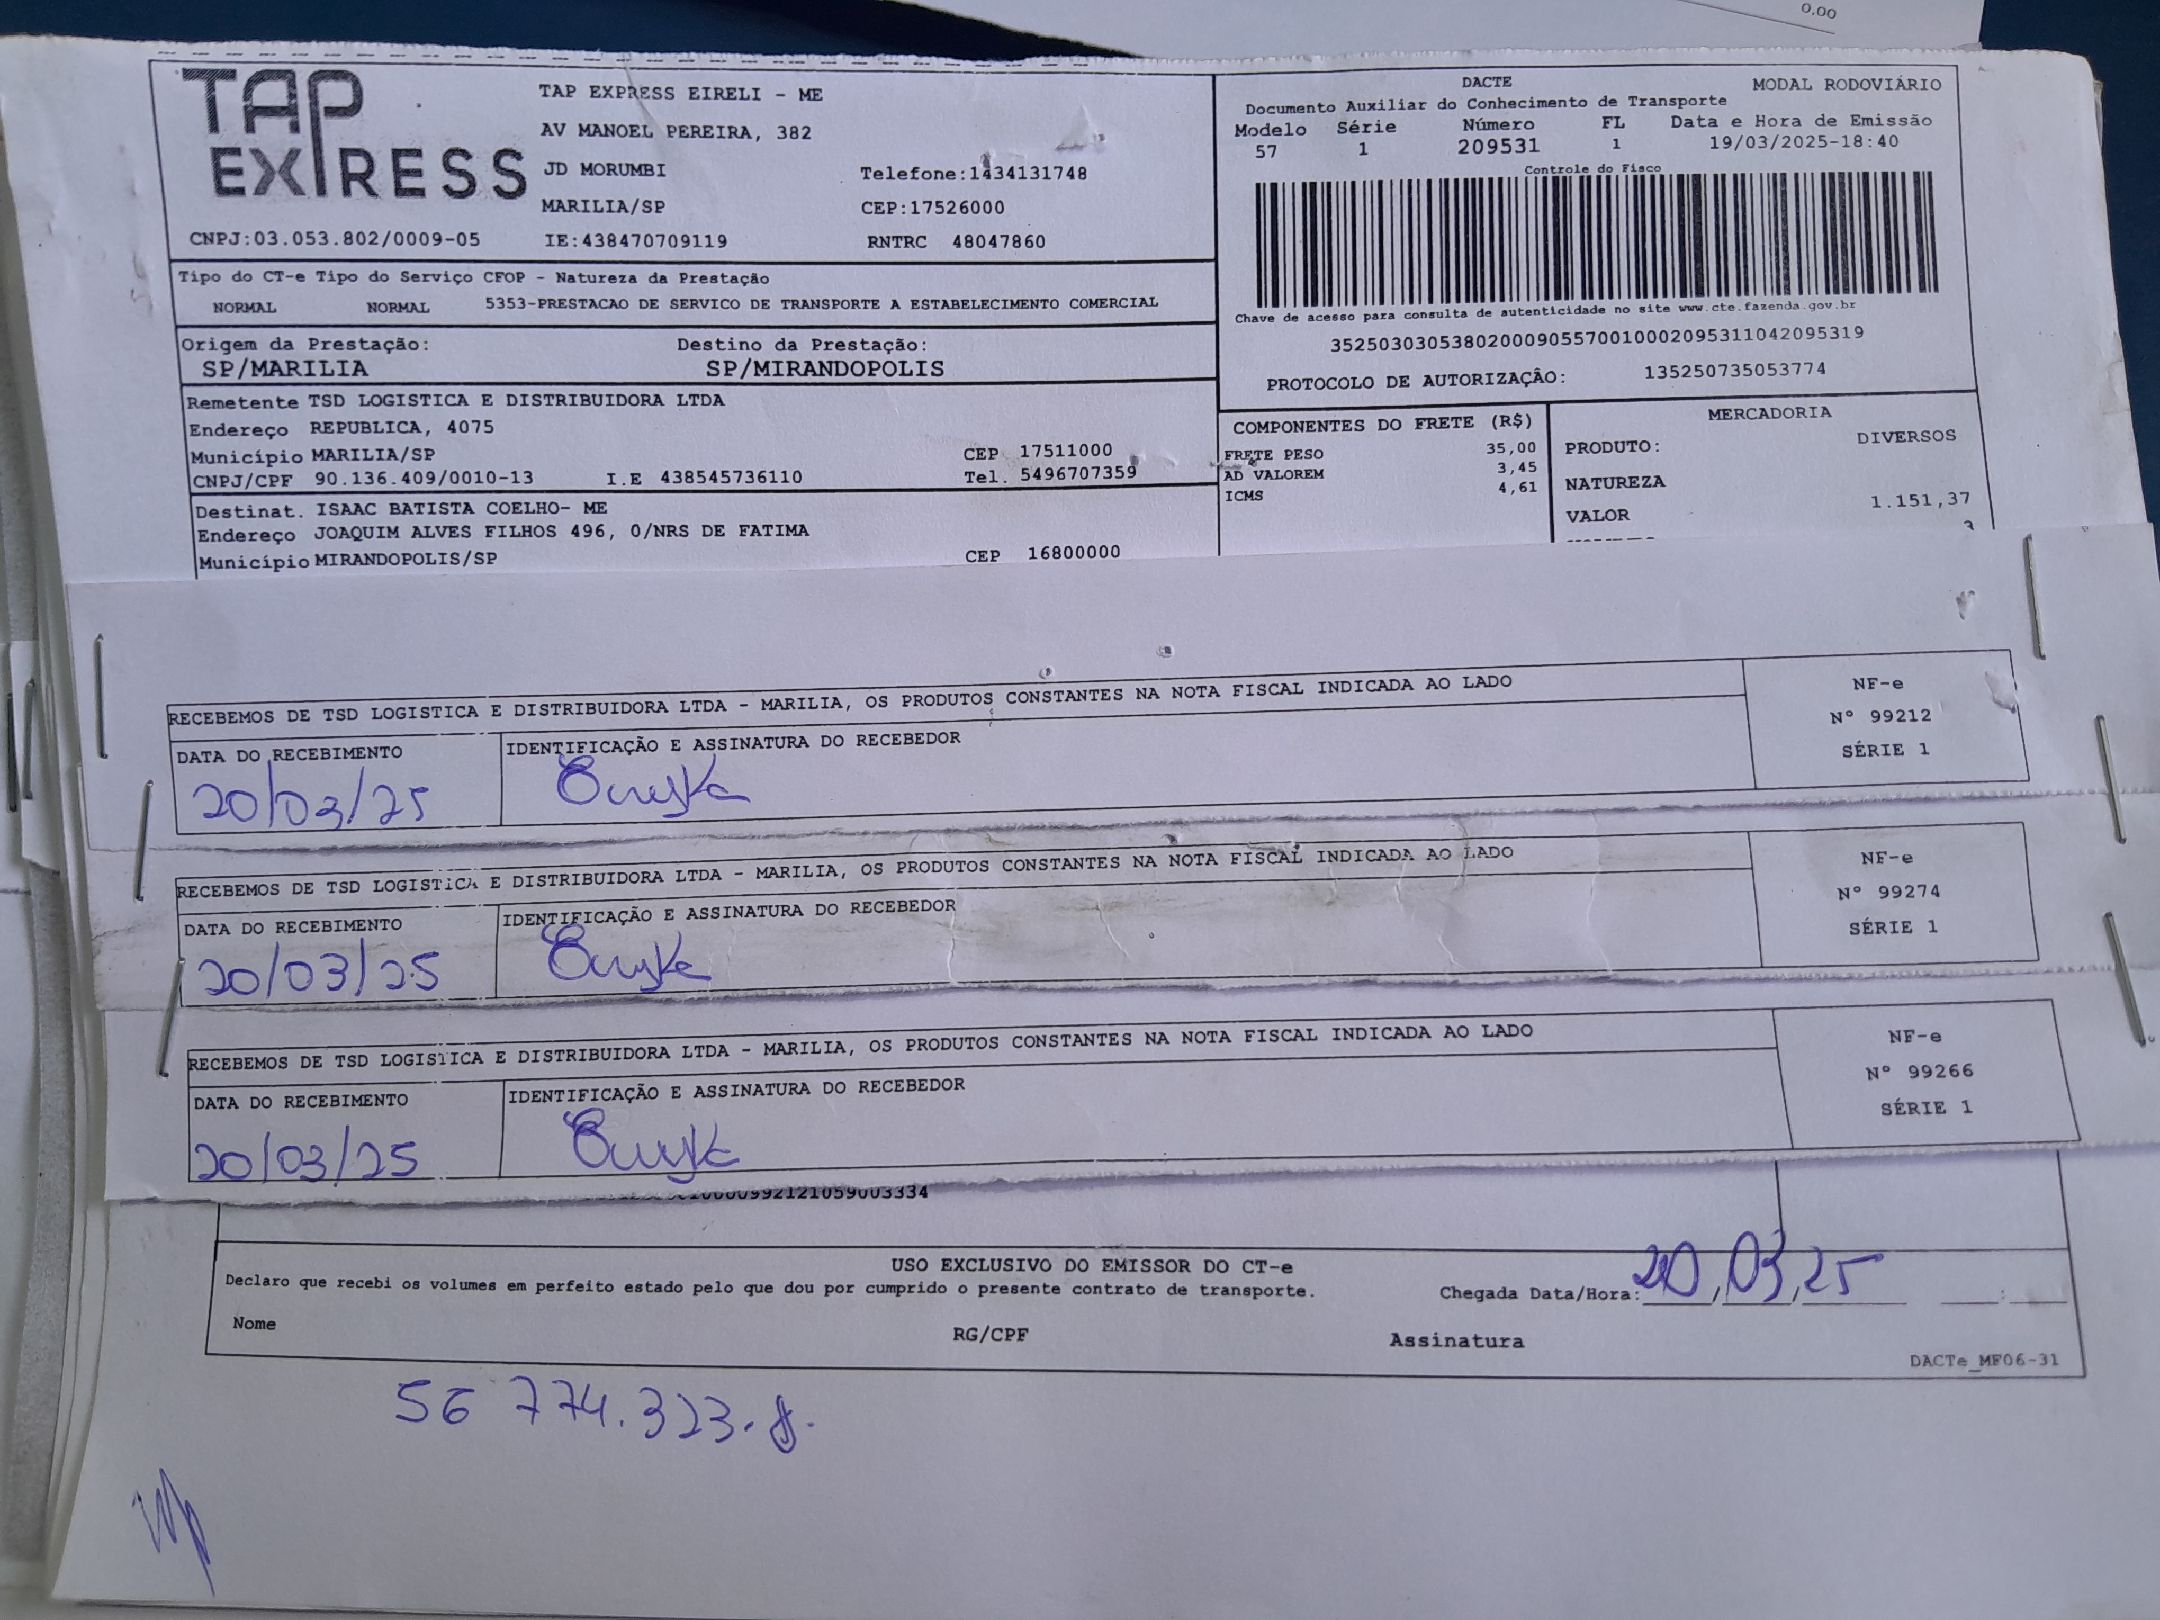 0.00
TAP
EXPRESS
TAP EXPRESS EIRELI - ME
AV MANOEL PEREIRA, 382
JD MORUMBI Telefone:1434131748
MARILIA/SP CEP:17526000
CNPJ:03.053.802/0009-05 IE:438470709119 RNTRC 48047860
DACTE MODAL RODOVIÁRIO
Documento Auxiliar do Conhecimento de Transporte
Modelo Série Número FL Data e Hora de Emissão
57 1 209531 1 19/03/2025-18:40
Controle do Fisco
Chave de acesso para consulta de autenticidade no site www.cte.fazenda.gov.br
35250303053802000905570010002095311042095319
PROTOCOLO DE AUTORIZAÇÃO: 135250735053774
Tipo do CT-e Tipo do Serviço CFOP - Natureza da Prestação
NORMAL NORMAL 5353-PRESTACAO DE SERVICO DE TRANSPORTE A ESTABELECIMENTO COMERCIAL
Origem da Prestação: Destino da Prestação:
SP/MARILIA SP/MIRANDOPOLIS
Remetente TSD LOGISTICA E DISTRIBUIDORA LTDA
Endereço REPUBLICA, 4075
Município MARILIA/SP CEP 17511000
CNPJ/CPF 90.136.409/0010-13 I.E 438545736110 Tel. 5496707359
Destinat. ISAAC BATISTA COELHO- ME
Endereço JOAQUIM ALVES FILHOS 496, 0/NRS DE FATIMA
Município MIRANDOPOLIS/SP CEP 16800000
COMPONENTES DO FRETE (R$)
FRETE PESO 35,00
AD VALOREM 3,45
ICMS 4,61
MERCADORIA
PRODUTO: DIVERSOS
NATUREZA
VALOR 1.151,37
RECEBEMOS DE TSD LOGISTICA E DISTRIBUIDORA LTDA - MARILIA, OS PRODUTOS CONSTANTES NA NOTA FISCAL INDICADA AO LADO
NF-e
Nº 99212
SÉRIE 1
DATA DO RECEBIMENTO IDENTIFICAÇÃO E ASSINATURA DO RECEBEDOR
20/03/25
RECEBEMOS DE TSD LOGISTICA E DISTRIBUIDORA LTDA - MARILIA, OS PRODUTOS CONSTANTES NA NOTA FISCAL INDICADA AO LADO
NF-e
Nº 99274
SÉRIE 1
DATA DO RECEBIMENTO IDENTIFICAÇÃO E ASSINATURA DO RECEBEDOR
20/03/25
RECEBEMOS DE TSD LOGISTICA E DISTRIBUIDORA LTDA - MARILIA, OS PRODUTOS CONSTANTES NA NOTA FISCAL INDICADA AO LADO
NF-e
Nº 99266
SÉRIE 1
DATA DO RECEBIMENTO IDENTIFICAÇÃO E ASSINATURA DO RECEBEDOR
20/03/25
USO EXCLUSIVO DO EMISSOR DO CT-e
Declaro que recebi os volumes em perfeito estado pelo que dou por cumprido o presente contrato de transporte.
Chegada Data/Hora: 20/03/25
Nome RG/CPF Assinatura
DACTe_MF06-31
56 774.323.8.